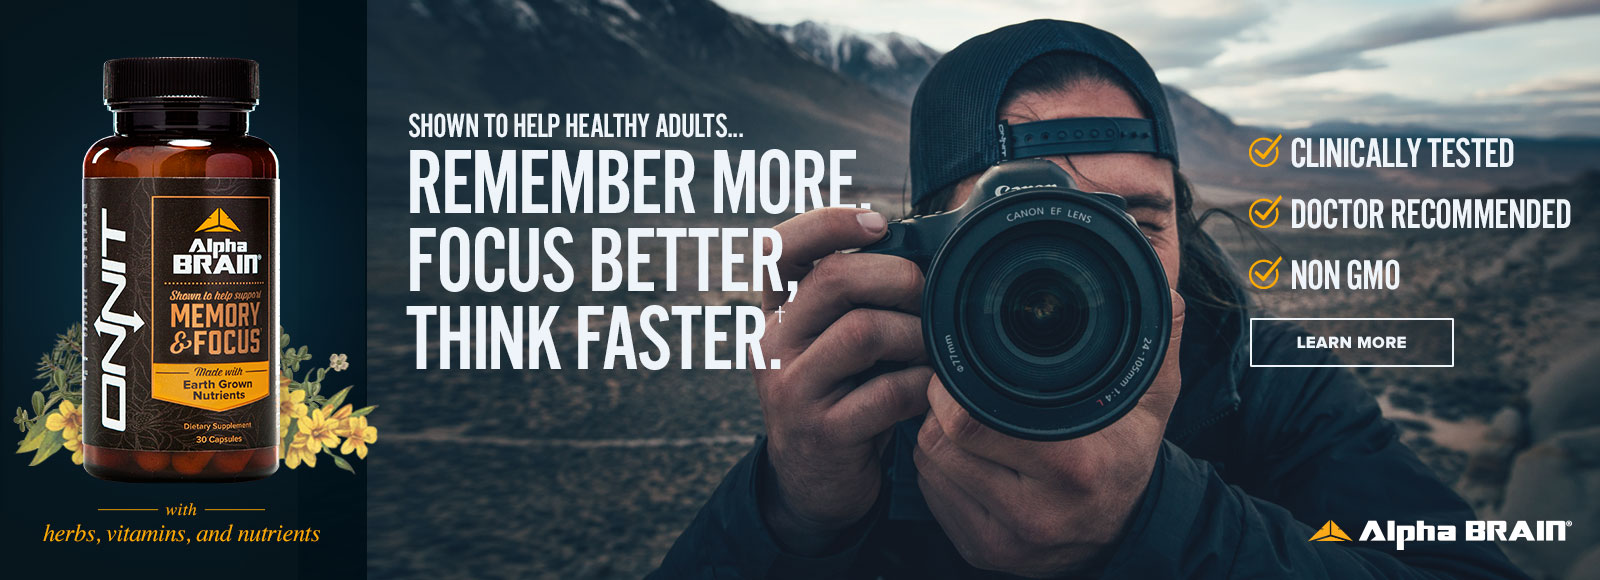 ONNIT
Alpha
BRAIN®
Shown to help support
MEMORY
& FOCUS
Made with
Earth Grown
Nutrients
Dietary Supplement
30 Capsules
with
herbs, vitamins, and nutrients
SHOWN TO HELP HEALTHY ADULTS...
REMEMBER MORE.
FOCUS BETTER,
THINK FASTER.†
Canon
CANON EF LENS
ø77mm
24-105mm 1:4 L
ONNIT
CLINICALLY TESTED
DOCTOR RECOMMENDED
NON GMO
LEARN MORE
Alpha BRAIN®